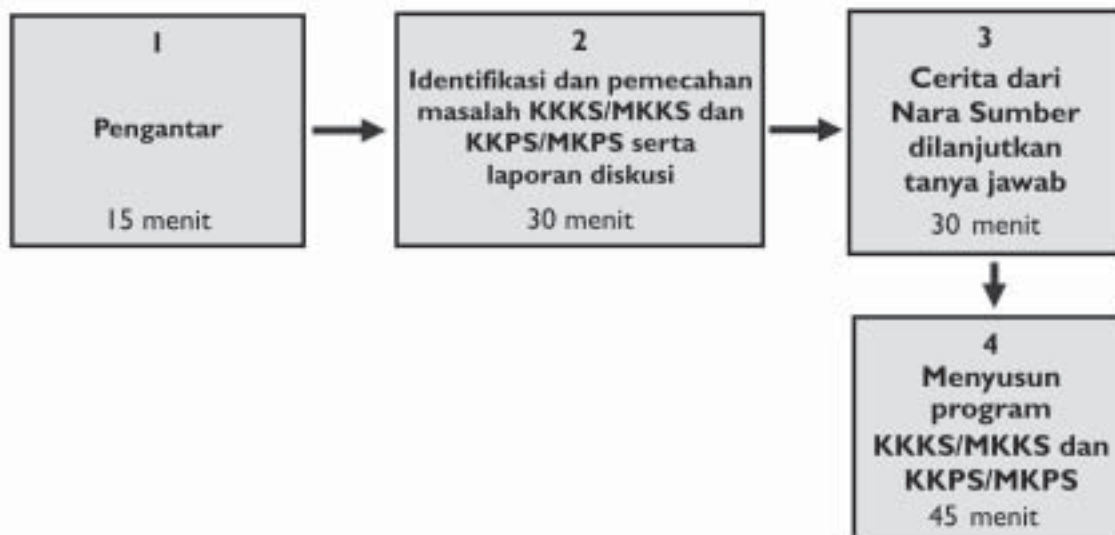 1
Pengantar
15 menit
2
Identifikasi dan pemecahan
masalah KKKS/MKKS dan
KKPS/MKPS serta
laporan diskusi
30 menit
3
Cerita dari
Nara Sumber
dilanjutkan
tanya jawab
30 menit
4
Menyusun
program
KKKS/MKKS dan
KKPS/MKPS
45 menit